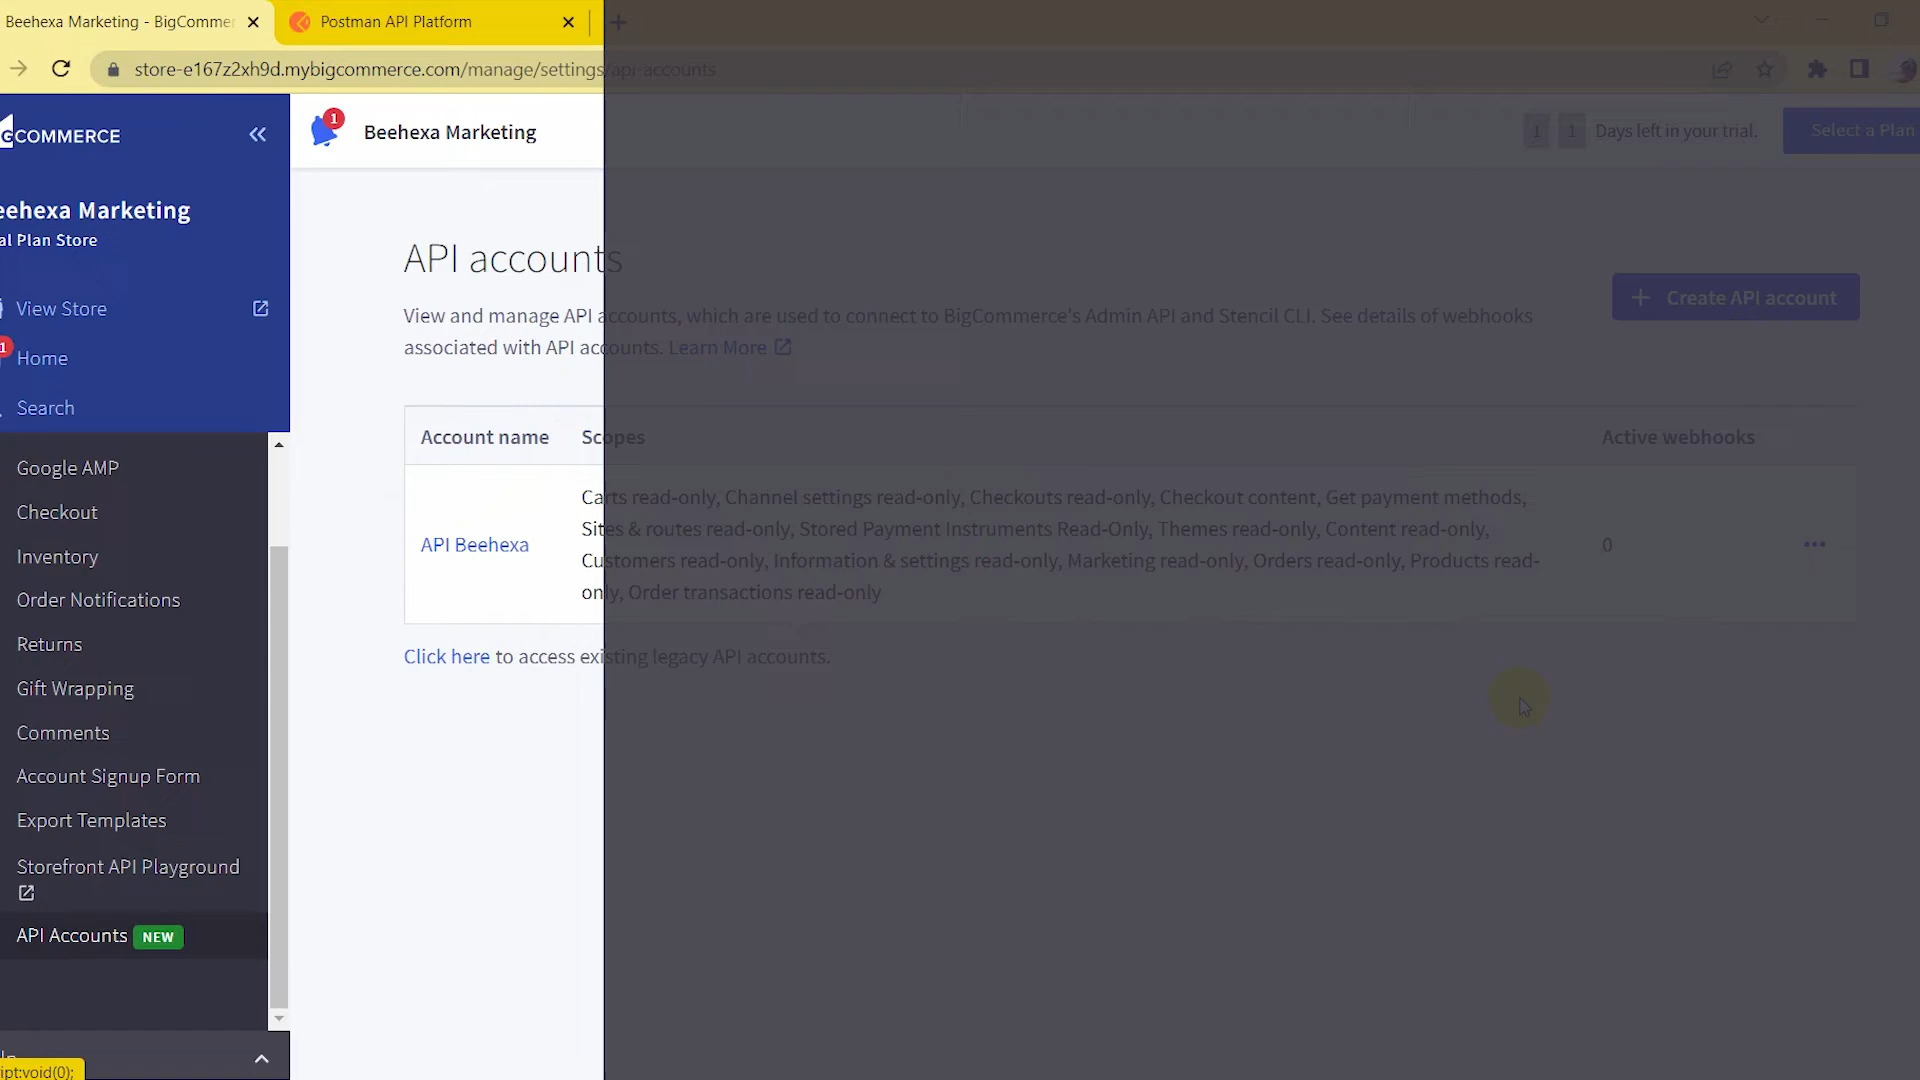 Beehexa Marketing - BigCommer
Postman API Platform
store-e167z2xh9d.mybigcommerce.com/manage/settings/api-accounts
GCOMMERCE
1
Beehexa Marketing
1 1 Days left in your trial.
Select a Plan
eehexa Marketing
al Plan Store
View Store
1
Home
Search
Google AMP
Checkout
Inventory
Order Notifications
Returns
Gift Wrapping
Comments
Account Signup Form
Export Templates
Storefront API Playground
API Accounts NEW
ipt:void(0);
API accounts
Create API account
View and manage API accounts, which are used to connect to BigCommerce's Admin API and Stencil CLI. See details of webhooks
associated with API accounts. Learn More
Account name Scopes Active webhooks
API Beehexa
Carts read-only, Channel settings read-only, Checkouts read-only, Checkout content, Get payment methods,
Sites & routes read-only, Stored Payment Instruments Read-Only, Themes read-only, Content read-only,
Customers read-only, Information & settings read-only, Marketing read-only, Orders read-only, Products read-
only, Order transactions read-only
0
Click here to access existing legacy API accounts.